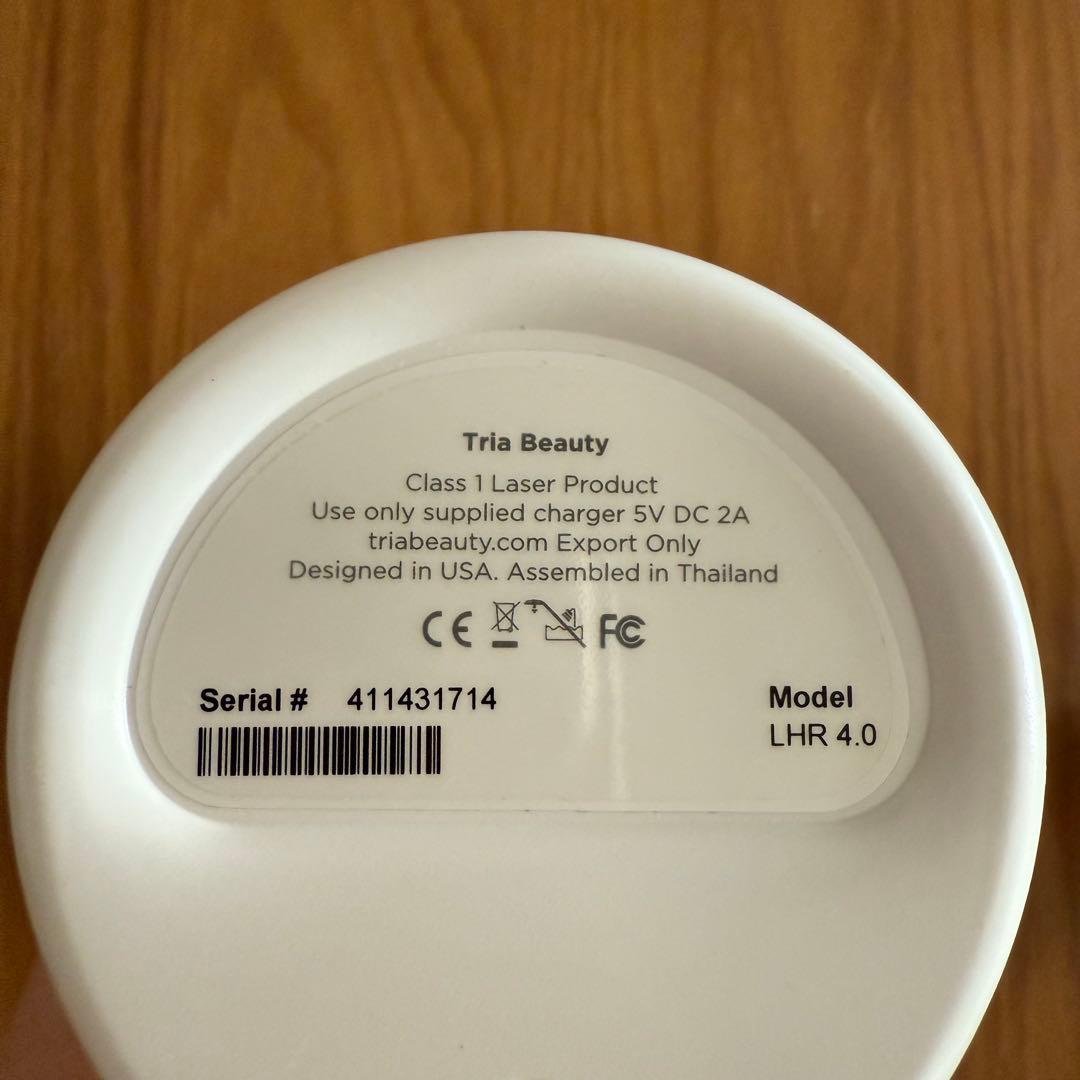 Tria Beauty
Class 1 Laser Product
Use only supplied charger 5V DC 2A
triabeauty.com Export Only
Designed in USA. Assembled in Thailand
CE FC
Serial # 411431714
Model
LHR 4.0